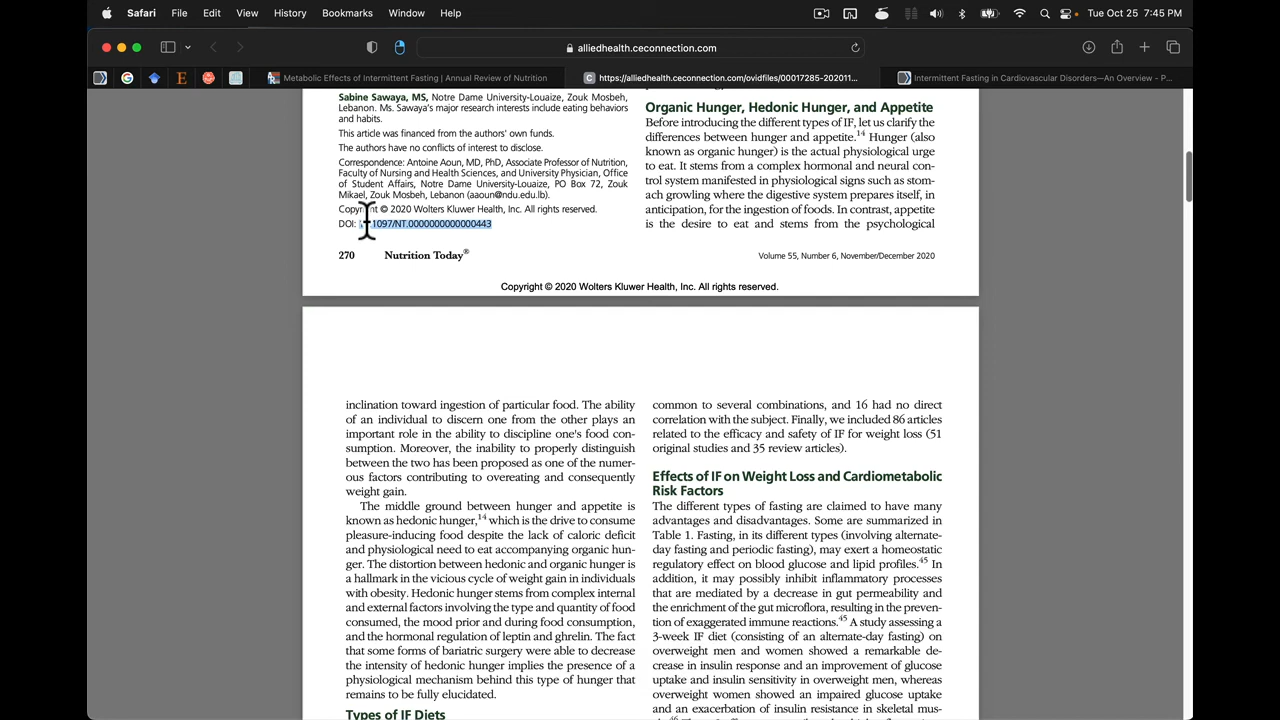 Safari File Edit View History Bookmarks Window Help Tue Oct 25 7:45 PM
alliedhealth.ceconnection.com
Metabolic Effects of Intermittent Fasting | Annual Review of Nutrition
https://alliedhealth.ceconnection.com/ovidfiles/00017285-202011...
Intermittent Fasting in Cardiovascular Disorders—An Overview - P...
Sabine Sawaya, MS, Notre Dame University-Louaize, Zouk Mosbeh,
Lebanon. Ms. Sawaya's major research interests include eating behaviors
and habits.
This article was financed from the authors' own funds.
The authors have no conflicts of interest to disclose.
Correspondence: Antoine Aoun, MD, PhD, Associate Professor of Nutrition,
Faculty of Nursing and Health Sciences, and University Physician, Office
of Student Affairs, Notre Dame University-Louaize, PO Box 72, Zouk
Mikael, Zouk Mosbeh, Lebanon (aaoun@ndu.edu.lb).
Copyright © 2020 Wolters Kluwer Health, Inc. All rights reserved.
DOI: 1097/NT.0000000000000443
Organic Hunger, Hedonic Hunger, and Appetite
Before introducing the different types of IF, let us clarify the
differences between hunger and appetite.14 Hunger (also
known as organic hunger) is the actual physiological urge
to eat. It stems from a complex hormonal and neural con-
trol system manifested in physiological signs such as stom-
ach growling where the digestive system prepares itself, in
anticipation, for the ingestion of foods. In contrast, appetite
is the desire to eat and stems from the psychological
270 Nutrition Today® Volume 55, Number 6, November/December 2020
Copyright © 2020 Wolters Kluwer Health, Inc. All rights reserved.
inclination toward ingestion of particular food. The ability
of an individual to discern one from the other plays an
important role in the ability to discipline one's food con-
sumption. Moreover, the inability to properly distinguish
between the two has been proposed as one of the numer-
ous factors contributing to overeating and consequently
weight gain.
The middle ground between hunger and appetite is
known as hedonic hunger,14 which is the drive to consume
pleasure-inducing food despite the lack of caloric deficit
and physiological need to eat accompanying organic hun-
ger. The distortion between hedonic and organic hunger is
a hallmark in the vicious cycle of weight gain in individuals
with obesity. Hedonic hunger stems from complex internal
and external factors involving the type and quantity of food
consumed, the mood prior and during food consumption,
and the hormonal regulation of leptin and ghrelin. The fact
that some forms of bariatric surgery were able to decrease
the intensity of hedonic hunger implies the presence of a
physiological mechanism behind this type of hunger that
remains to be fully elucidated.
Types of IF Diets
common to several combinations, and 16 had no direct
correlation with the subject. Finally, we included 86 articles
related to the efficacy and safety of IF for weight loss (51
original studies and 35 review articles).
Effects of IF on Weight Loss and Cardiometabolic
Risk Factors
The different types of fasting are claimed to have many
advantages and disadvantages. Some are summarized in
Table 1. Fasting, in its different types (involving alternate-
day fasting and periodic fasting), may exert a homeostatic
regulatory effect on blood glucose and lipid profiles.45 In
addition, it may possibly inhibit inflammatory processes
that are mediated by a decrease in gut permeability and
the enrichment of the gut microflora, resulting in the preven-
tion of exaggerated immune reactions.45 A study assessing a
3-week IF diet (consisting of an alternate-day fasting) on
overweight men and women showed a remarkable de-
crease in insulin response and an improvement of glucose
uptake and insulin sensitivity in overweight men, whereas
overweight women showed an impaired glucose uptake
and an exacerbation of insulin resistance in skeletal mus-